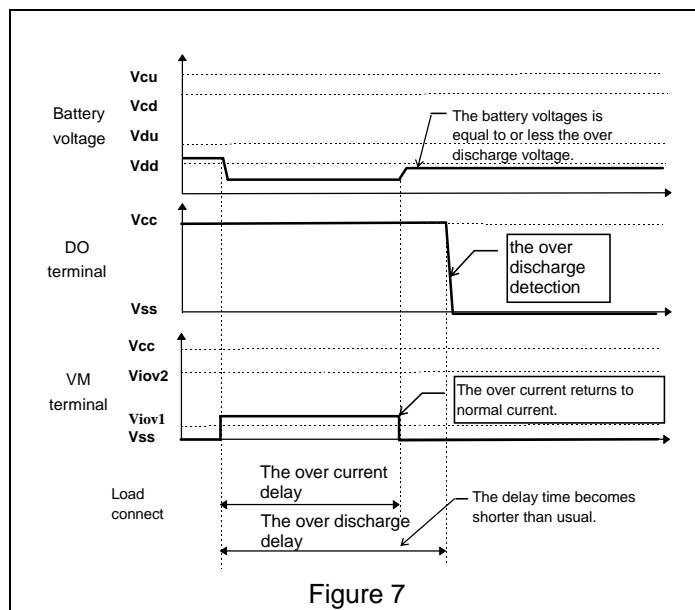 Vcu
Vcd
Battery
voltage
Vdu
Vdd
The battery voltages is
equal to or less the over
discharge voltage.
Vcc
DO
terminal
the over
discharge
detection
Vss
Vcc
VM
terminal
Viov2
The over current returns to
normal current.
Viov1
Vss
Load
connect
The over current
delay
The over discharge
delay
The delay time becomes
shorter than usual.
Figure 7